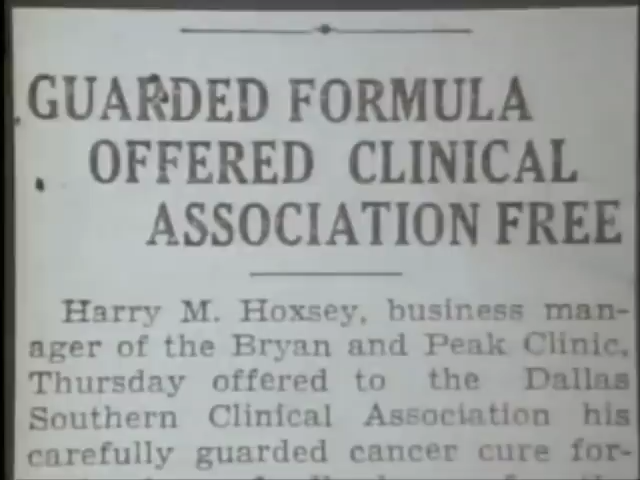 GUARDED FORMULA
OFFERED CLINICAL
ASSOCIATION FREE
Harry M. Hoxsey, business man-
ager of the Bryan and Peak Clinic,
Thursday offered to the Dallas
Southern Clinical Association his
carefully guarded cancer cure for-